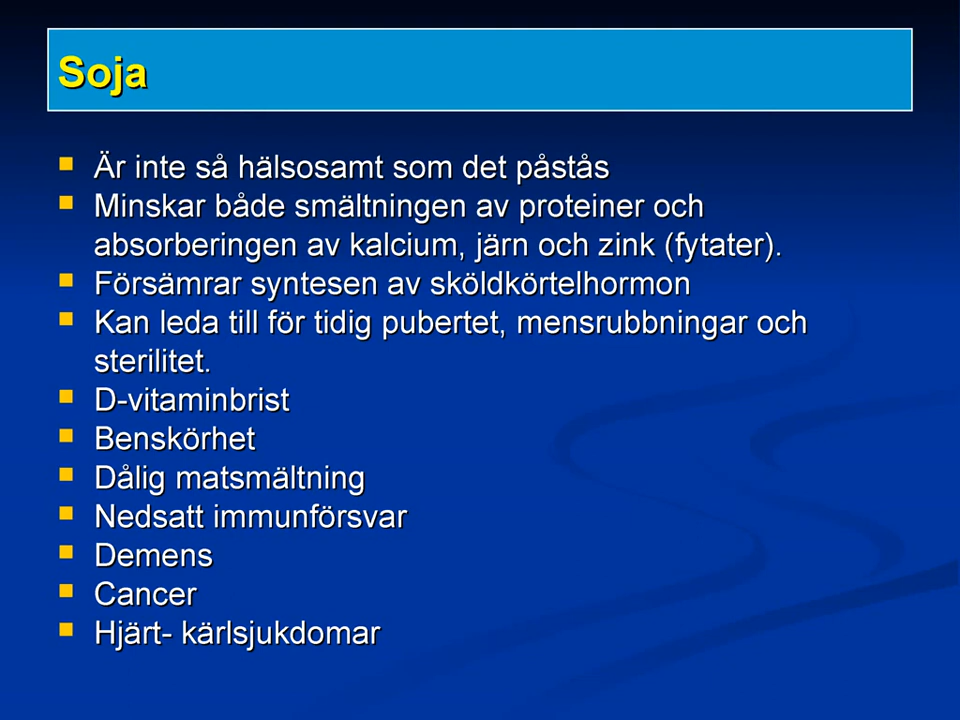 Soja
Är inte så hälsosamt som det påstås
Minskar både smältningen av proteiner och
absorberingen av kalcium, järn och zink (fytater).
Försämrar syntesen av sköldkörtelhormon
Kan leda till för tidig pubertet, mensrubbningar och
sterilitet.
D-vitaminbrist
Benskörhet
Dålig matsmältning
Nedsatt immunförsvar
Demens
Cancer
Hjärt- kärlsjukdomar